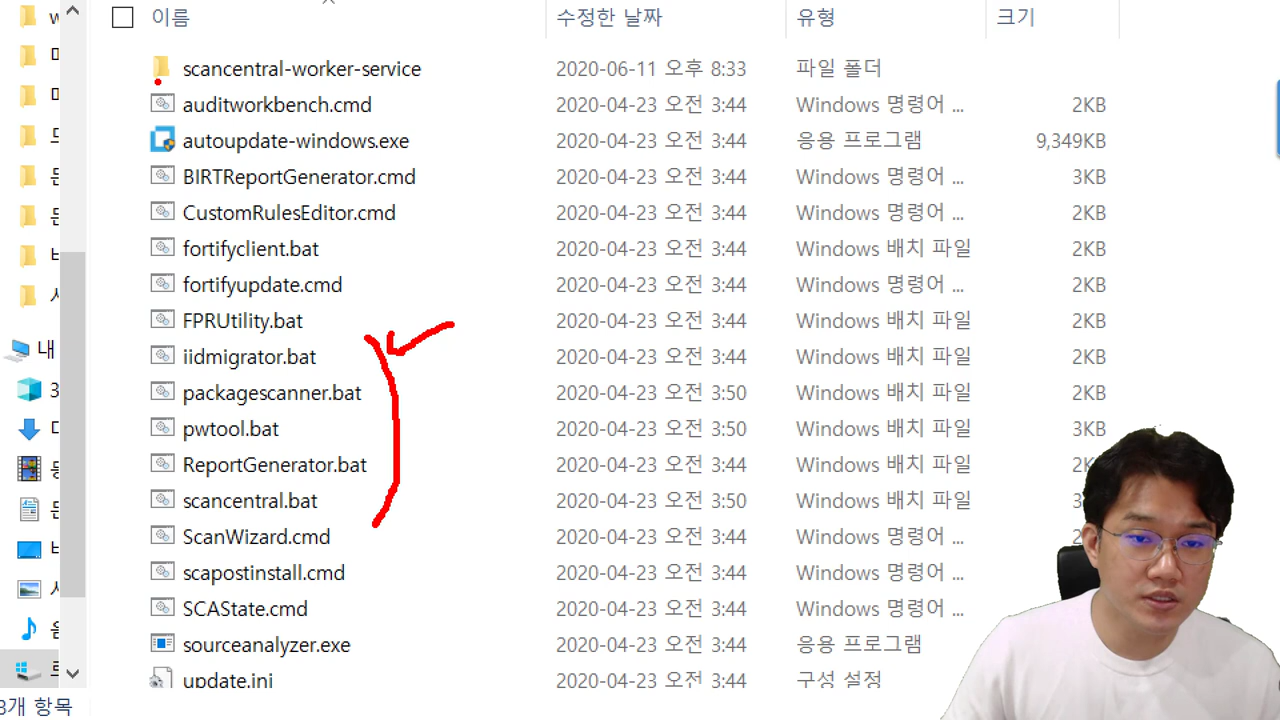 이름 수정한 날짜 유형 크기
scancentral-worker-service 2020-06-11 오후 8:33 파일 폴더
auditworkbench.cmd 2020-04-23 오전 3:44 Windows 명령어 ... 2KB
autoupdate-windows.exe 2020-04-23 오전 3:44 응용 프로그램 9,349KB
BIRTReportGenerator.cmd 2020-04-23 오전 3:44 Windows 명령어 ... 3KB
CustomRulesEditor.cmd 2020-04-23 오전 3:44 Windows 명령어 ... 2KB
fortifyclient.bat 2020-04-23 오전 3:44 Windows 배치 파일 2KB
fortifyupdate.cmd 2020-04-23 오전 3:44 Windows 명령어 ... 2KB
FPRUtility.bat 2020-04-23 오전 3:44 Windows 배치 파일 2KB
iidmigrator.bat 2020-04-23 오전 3:44 Windows 배치 파일 2KB
packagescanner.bat 2020-04-23 오전 3:50 Windows 배치 파일 2KB
pwtool.bat 2020-04-23 오전 3:50 Windows 배치 파일 3KB
ReportGenerator.bat 2020-04-23 오전 3:44 Windows 배치 파일
scancentral.bat 2020-04-23 오전 3:50 Windows 배치 파일
ScanWizard.cmd 2020-04-23 오전 3:44 Windows 명령어 ...
scapostinstall.cmd 2020-04-23 오전 3:44 Windows 명령어 ...
SCAState.cmd 2020-04-23 오전 3:44 Windows 명령어 ...
sourceanalyzer.exe 2020-04-23 오전 3:44 응용 프로그램
update.ini 2020-04-23 오전 3:44 구성 설정
내
개 항목